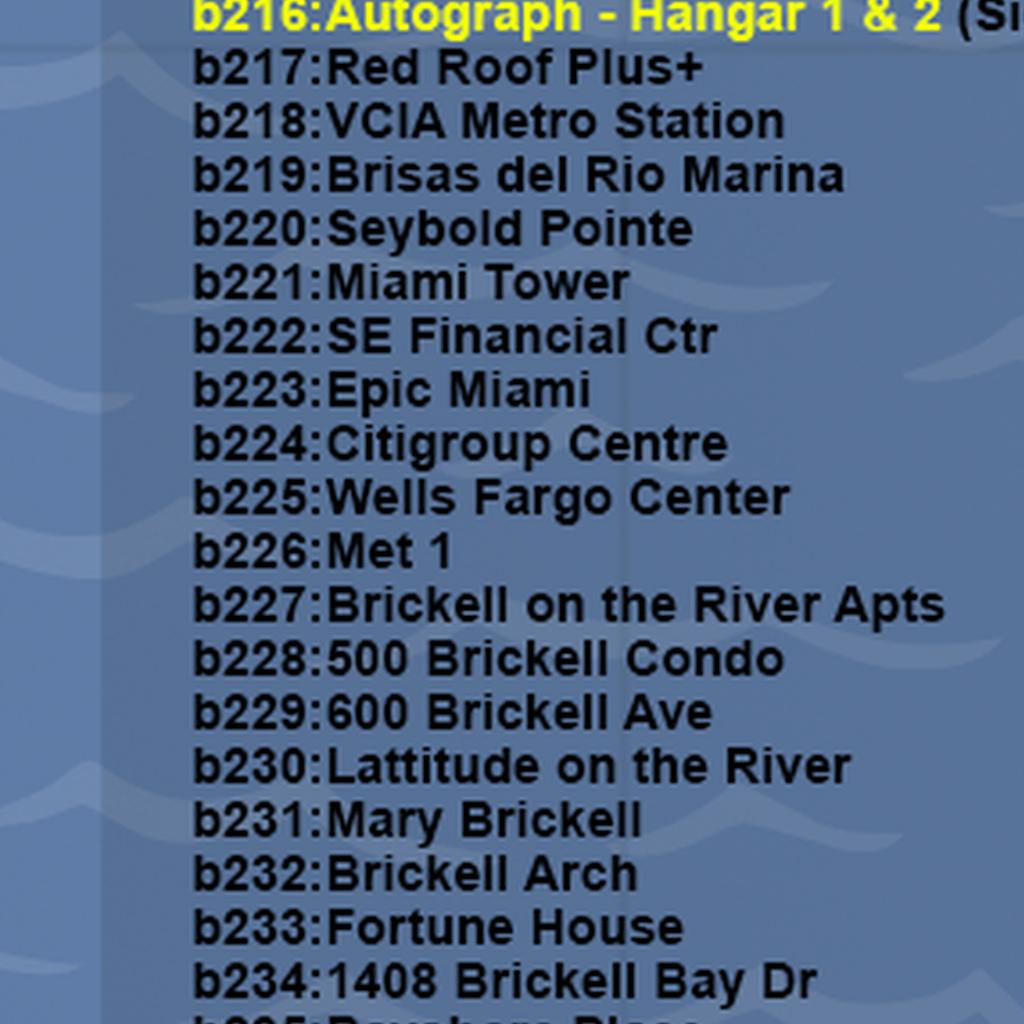 b216:Autograph - Hangar 1 & 2
b217:Red Roof Plus+
b218:VCIA Metro Station
b219:Brisas del Rio Marina
b220:Seybold Pointe
b221:Miami Tower
b222:SE Financial Ctr
b223:Epic Miami
b224:Citigroup Centre
b225:Wells Fargo Center
b226:Met 1
b227:Brickell on the River Apts
b228:500 Brickell Condo
b229:600 Brickell Ave
b230:Lattitude on the River
b231:Mary Brickell
b232:Brickell Arch
b233:Fortune House
b234:1408 Brickell Bay Dr